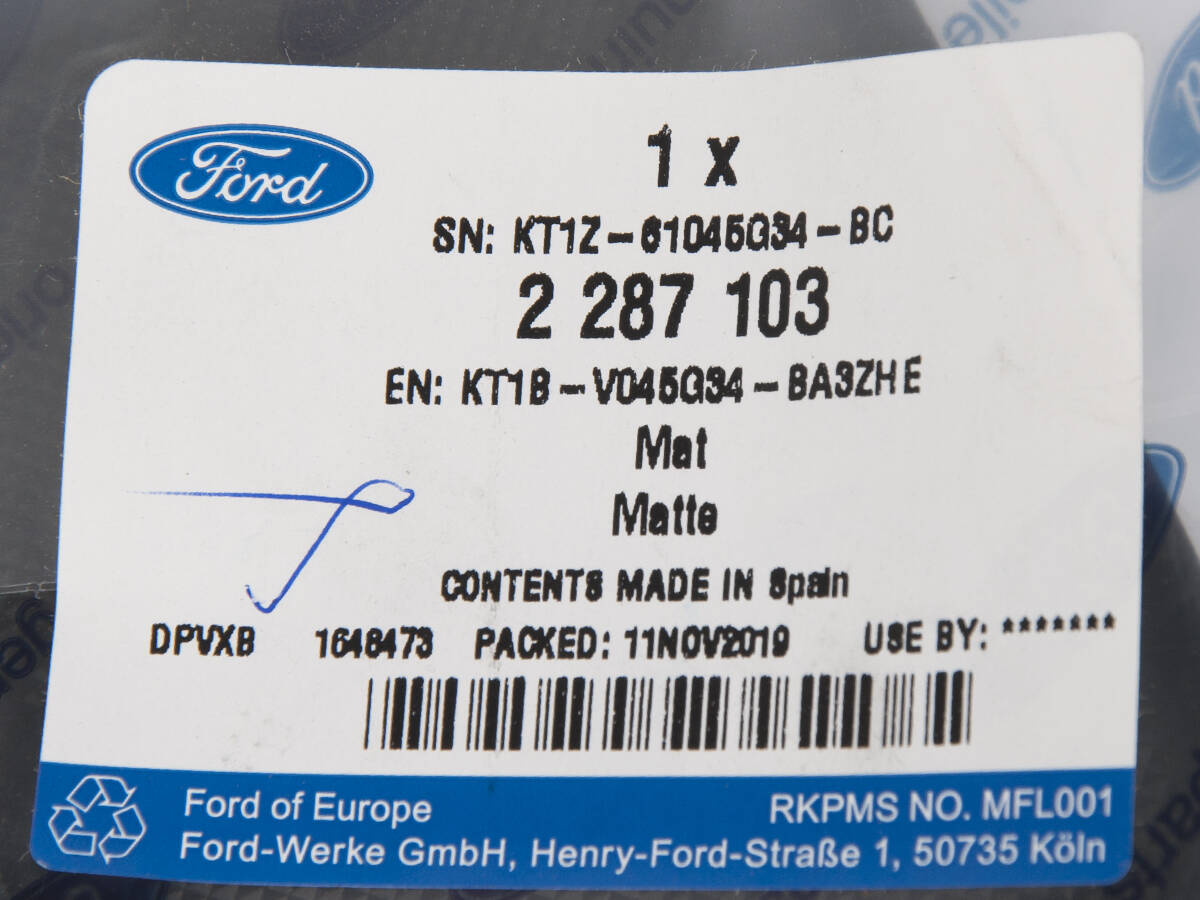 Ford
1 x
SN: KT1Z-61045G34-BC
2 287 103
EN: KT1B-V045G34-BA3ZHE
Mat
Matte
CONTENTS MADE IN Spain
DPVXB 1648473 PACKED: 11NOV2019 USE BY: *******
Ford of Europe RKPMS NO. MFL001
Ford-Werke GmbH, Henry-Ford-Straße 1, 50735 Köln